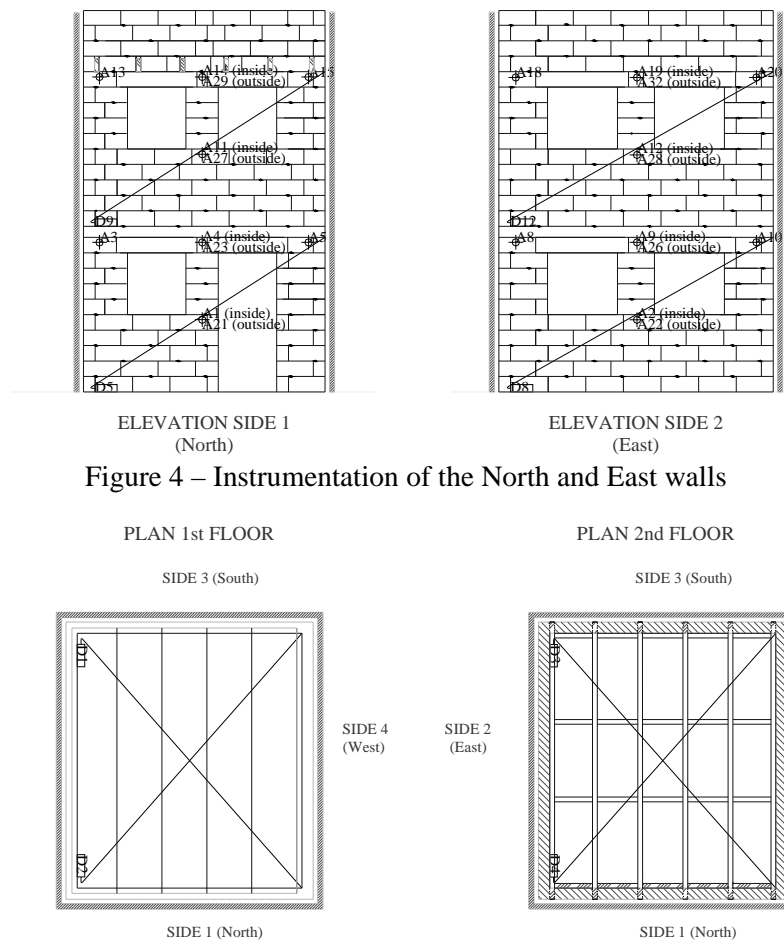 A13
A14 (inside)
A29 (outside)
A15
A11 (inside)
A27 (outside)
D9
A3
A4 (inside)
A23 (outside)
A5
A1 (inside)
A21 (outside)
D5
ELEVATION SIDE 1
(North)
A18
A19 (inside)
A32 (outside)
A20
A12 (inside)
A28 (outside)
D12
A8
A9 (inside)
A26 (outside)
A10
A2 (inside)
A22 (outside)
D8
ELEVATION SIDE 2
(East)
Figure 4 – Instrumentation of the North and East walls
PLAN 1st FLOOR
SIDE 3 (South)
D1
D2
SIDE 4
(West)
SIDE 1 (North)
PLAN 2nd FLOOR
SIDE 3 (South)
SIDE 2
(East)
D3
D4
SIDE 1 (North)